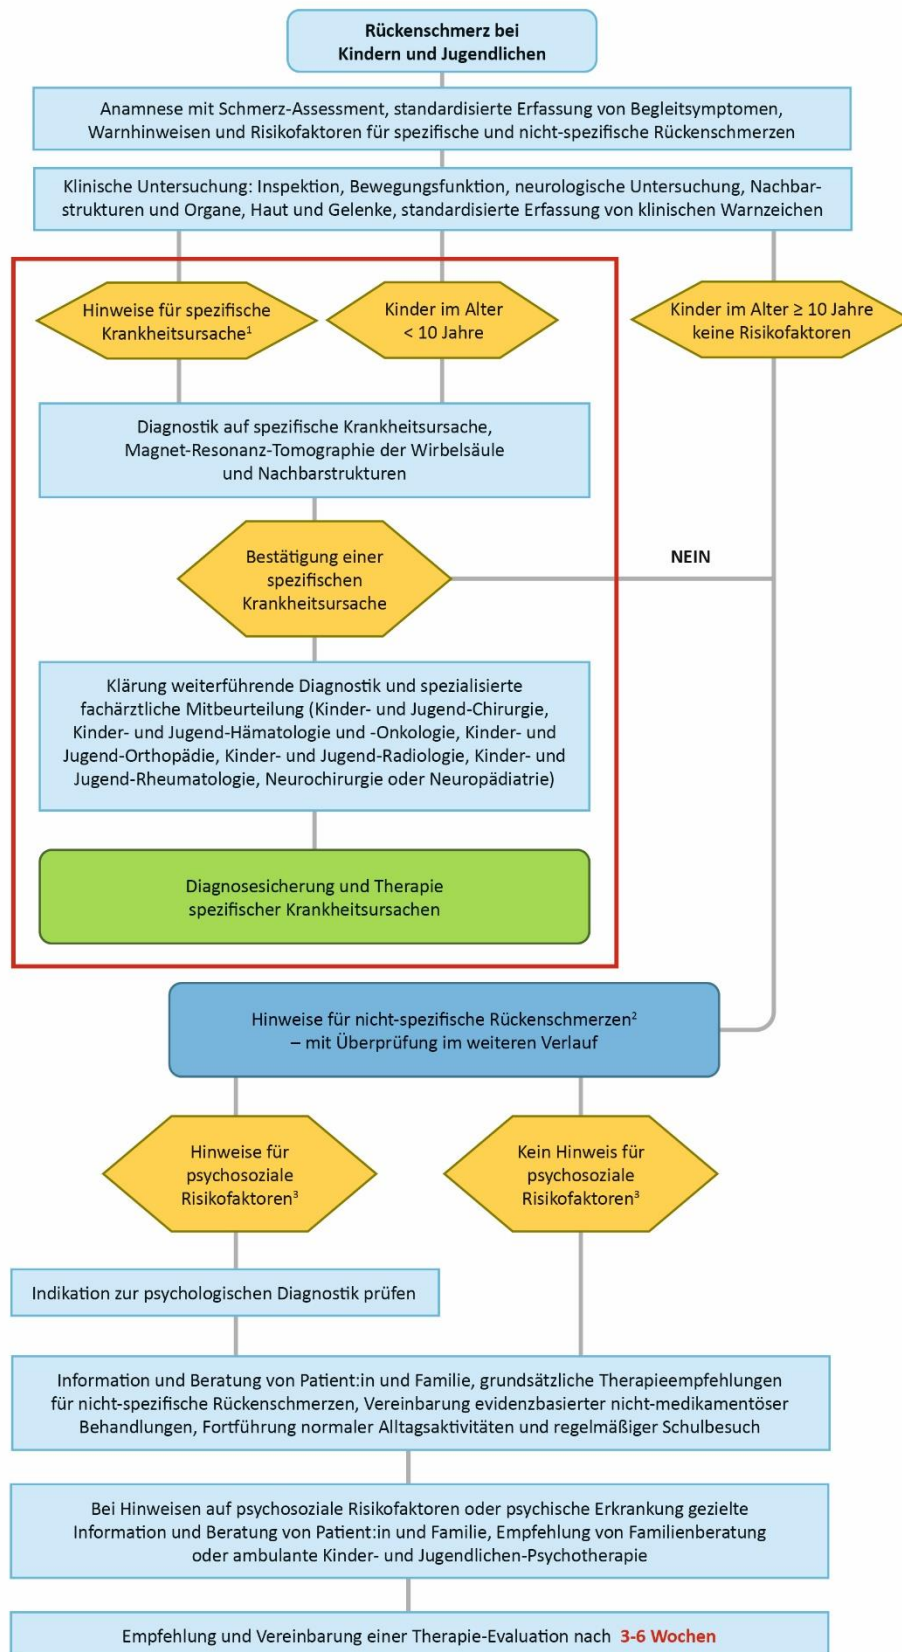 Rückenschmerz bei
Kindern und Jugendlichen
Anamnese mit Schmerz-Assessment, standardisierte Erfassung von Begleitsymptomen,
Warnhinweisen und Risikofaktoren für spezifische und nicht-spezifische Rückenschmerzen
Klinische Untersuchung: Inspektion, Bewegungsfunktion, neurologische Untersuchung, Nachbar-
strukturen und Organe, Haut und Gelenke, standardisierte Erfassung von klinischen Warnzeichen
Hinweise für spezifische
Krankheitsursache¹
Kinder im Alter
< 10 Jahre
Kinder im Alter ≥ 10 Jahre
keine Risikofaktoren
Diagnostik auf spezifische Krankheitsursache,
Magnet-Resonanz-Tomographie der Wirbelsäule
und Nachbarstrukturen
Bestätigung einer
spezifischen
Krankheitsursache
NEIN
Klärung weiterführende Diagnostik und spezialisierte
fachärztliche Mitbeurteilung (Kinder- und Jugend-Chirurgie,
Kinder- und Jugend-Hämatologie und -Onkologie, Kinder- und
Jugend-Orthopädie, Kinder- und Jugend-Radiologie, Kinder- und
Jugend-Rheumatologie, Neurochirurgie oder Neuropädiatrie)
Diagnosesicherung und Therapie
spezifischer Krankheitsursachen
Hinweise für nicht-spezifische Rückenschmerzen²
– mit Überprüfung im weiteren Verlauf
Hinweise für
psychosoziale
Risikofaktoren³
Kein Hinweis für
psychosoziale
Risikofaktoren³
Indikation zur psychologischen Diagnostik prüfen
Information und Beratung von Patient:in und Familie, grundsätzliche Therapieempfehlungen
für nicht-spezifische Rückenschmerzen, Vereinbarung evidenzbasierter nicht-medikamentöser
Behandlungen, Fortführung normaler Alltagsaktivitäten und regelmäßiger Schulbesuch
Bei Hinweisen auf psychosoziale Risikofaktoren oder psychische Erkrankung gezielte
Information und Beratung von Patient:in und Familie, Empfehlung von Familienberatung
oder ambulante Kinder- und Jugendlichen-Psychotherapie
Empfehlung und Vereinbarung einer Therapie-Evaluation nach 3-6 Wochen